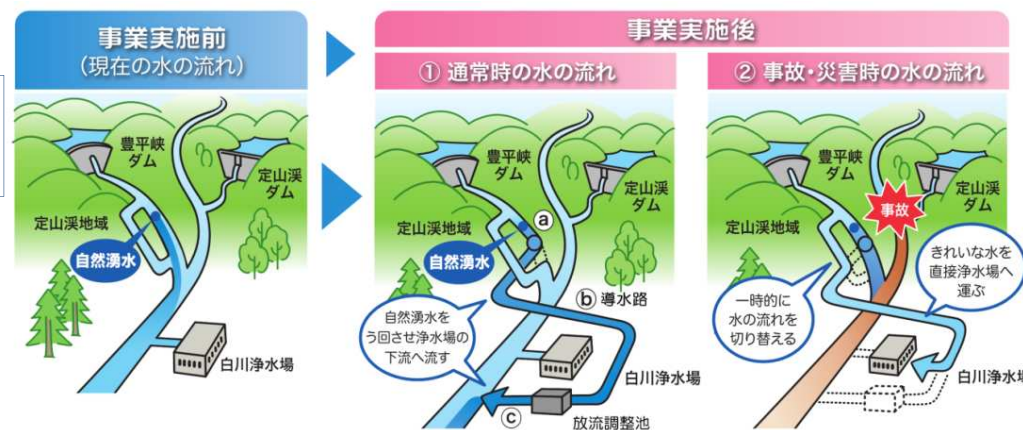 事業実施前
(現在の水の流れ)
豊平峡
ダム
定山渓
ダム
定山渓地域
自然湧水
白川浄水場
事業実施後
① 通常時の水の流れ
豊平峡
ダム
定山渓
ダム
定山渓地域
ⓐ
自然湧水
ⓑ 導水路
自然湧水を
う回させ浄水場の
下流へ流す
白川浄水場
ⓒ
放流調整池
② 事故・災害時の水の流れ
豊平峡
ダム
定山渓
ダム
事故
定山渓地域
きれいな水を
直接浄水場へ
運ぶ
一時的に
水の流れを
切り替える
白川浄水場